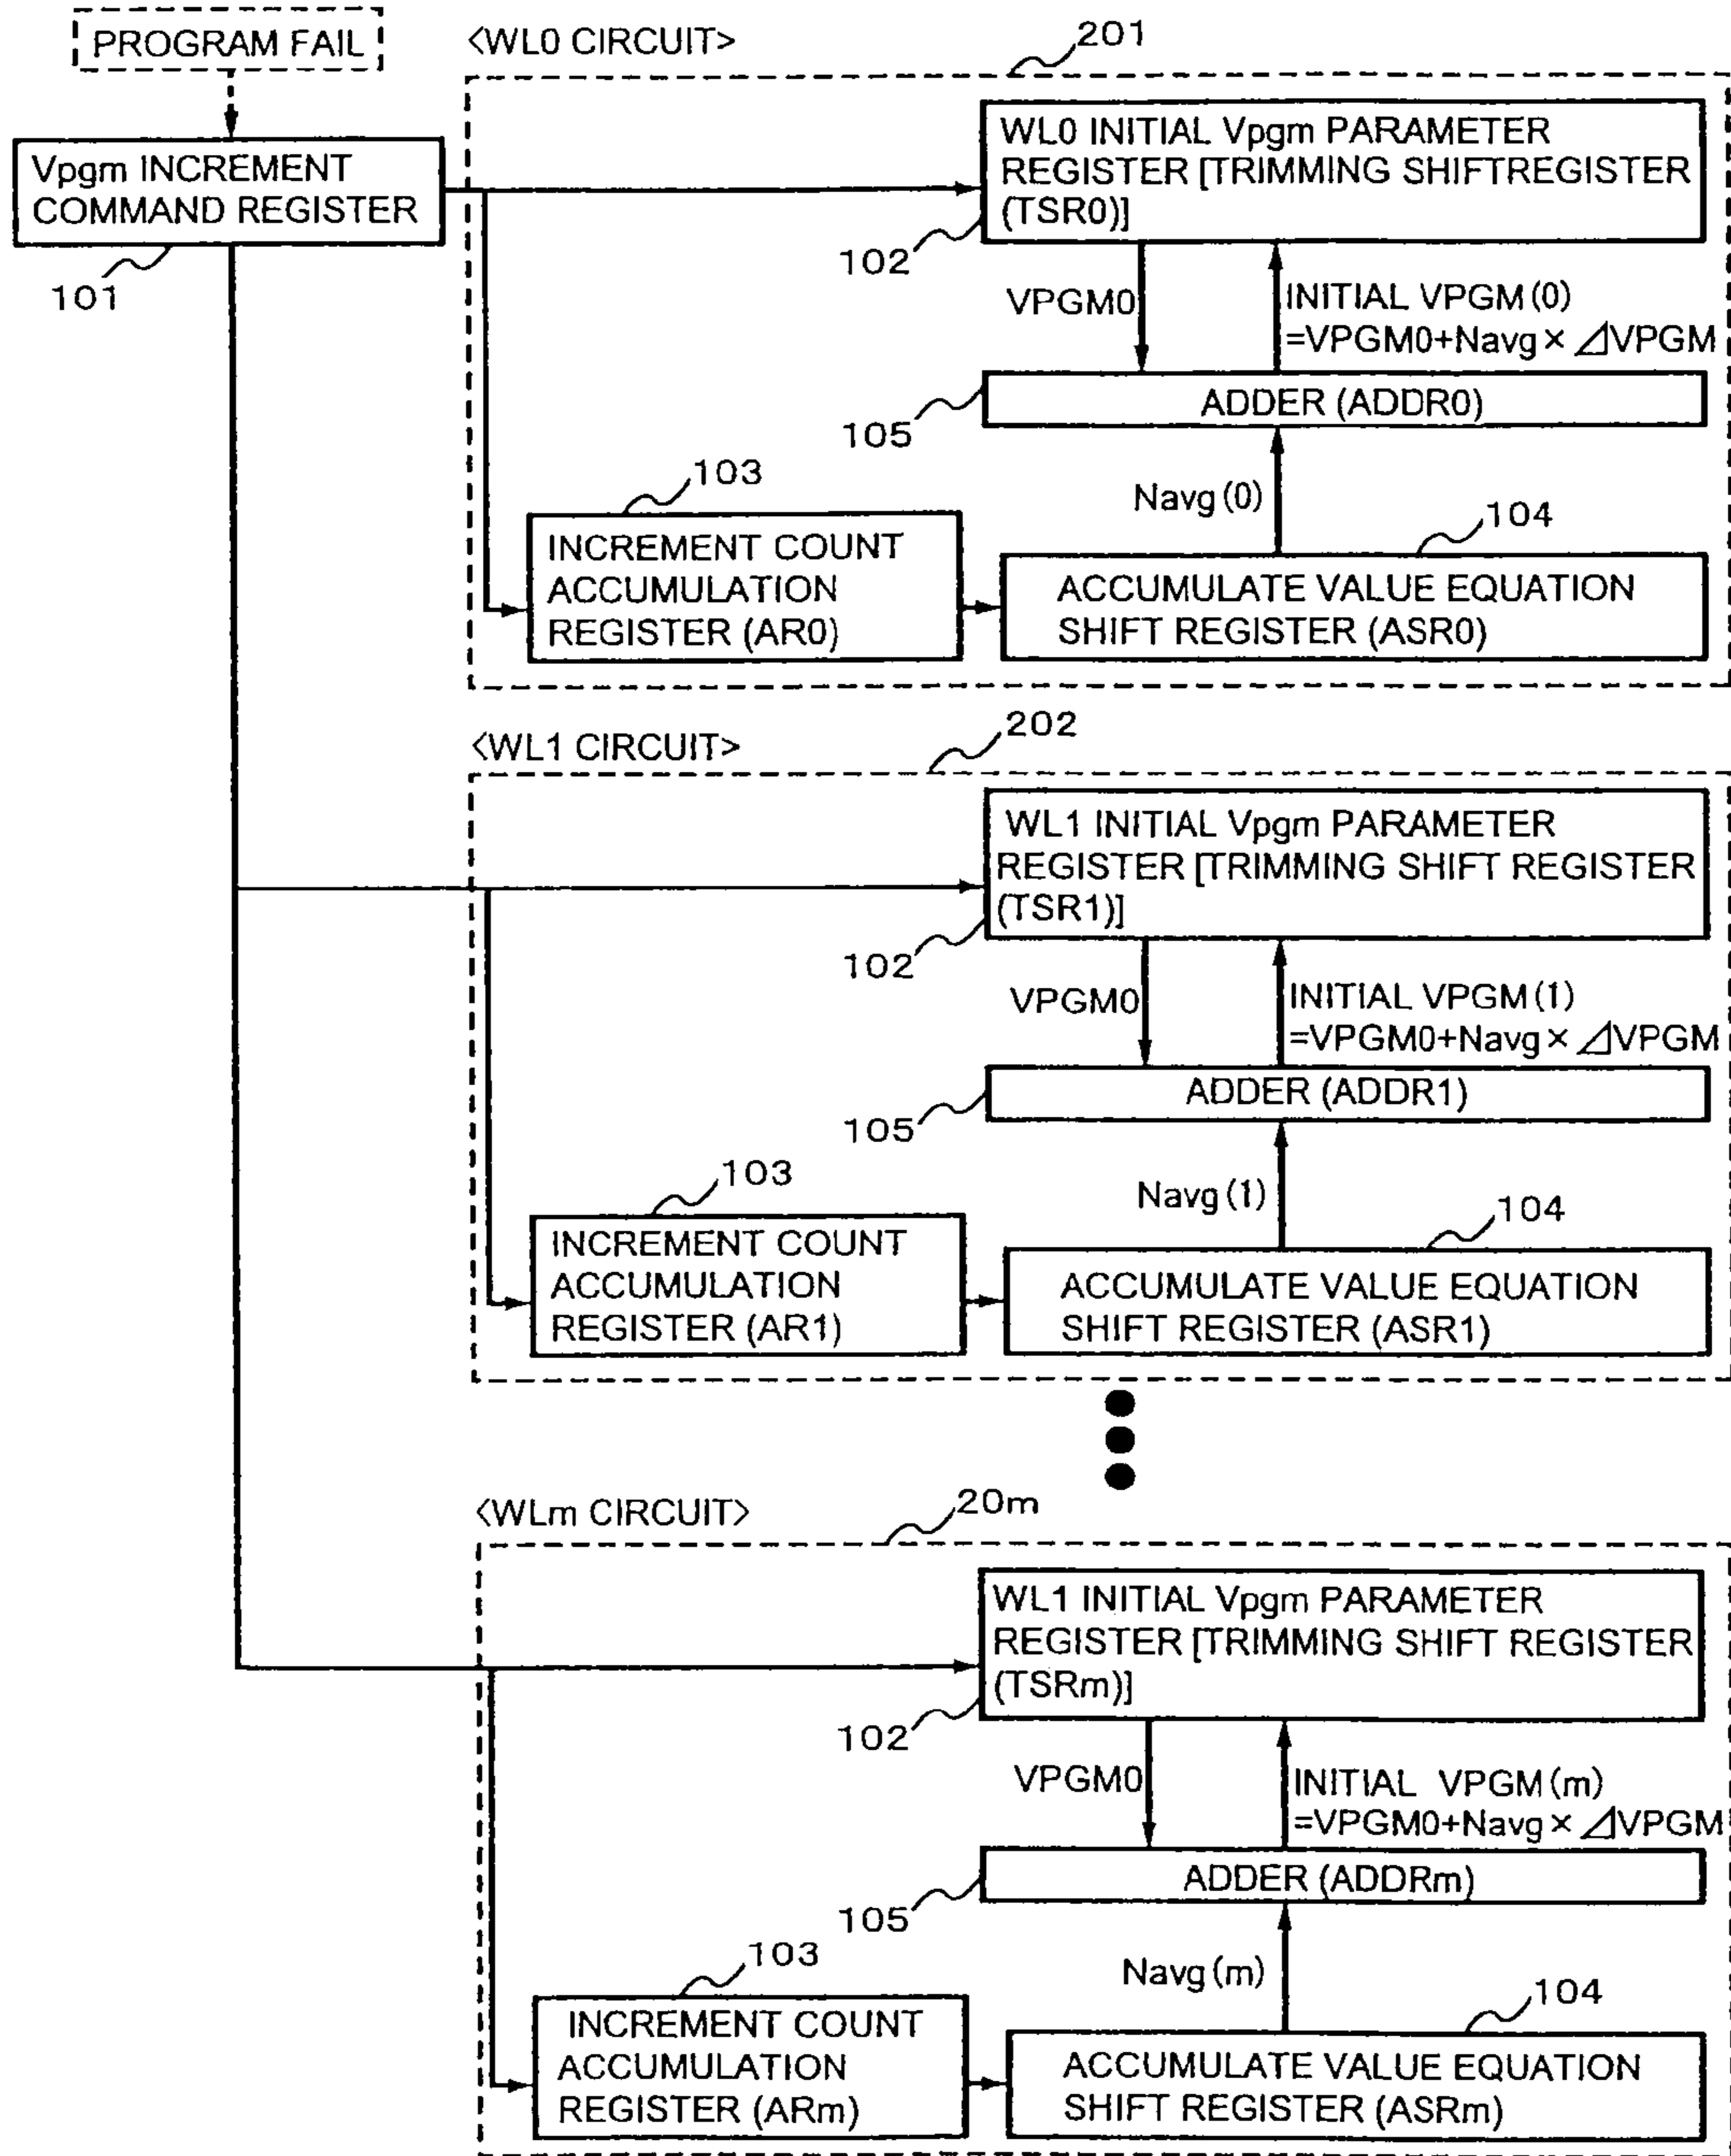 PROGRAM FAIL
<WL0 CIRCUIT>
201
Vpgm INCREMENT
COMMAND REGISTER
101
WL0 INITIAL Vpgm PARAMETER
REGISTER [TRIMMING SHIFTREGISTER
(TSR0)]
102
VPGM0
INITIAL VPGM(0)
=VPGM0+Navg×⊿VPGM
ADDER (ADDR0)
105
Navg(0)
103
INCREMENT COUNT
ACCUMULATION
REGISTER (AR0)
104
ACCUMULATE VALUE EQUATION
SHIFT REGISTER (ASR0)
<WL1 CIRCUIT>
202
WL1 INITIAL Vpgm PARAMETER
REGISTER [TRIMMING SHIFT REGISTER
(TSR1)]
102
VPGM0
INITIAL VPGM(1)
=VPGM0+Navg×⊿VPGM
ADDER (ADDR1)
105
Navg(1)
103
INCREMENT COUNT
ACCUMULATION
REGISTER (AR1)
104
ACCUMULATE VALUE EQUATION
SHIFT REGISTER (ASR1)
<WLm CIRCUIT>
20m
WL1 INITIAL Vpgm PARAMETER
REGISTER [TRIMMING SHIFT REGISTER
(TSRm)]
102
VPGM0
INITIAL VPGM(m)
=VPGM0+Navg×⊿VPGM
ADDER (ADDRm)
105
Navg(m)
103
INCREMENT COUNT
ACCUMULATION
REGISTER (ARm)
104
ACCUMULATE VALUE EQUATION
SHIFT REGISTER (ASRm)